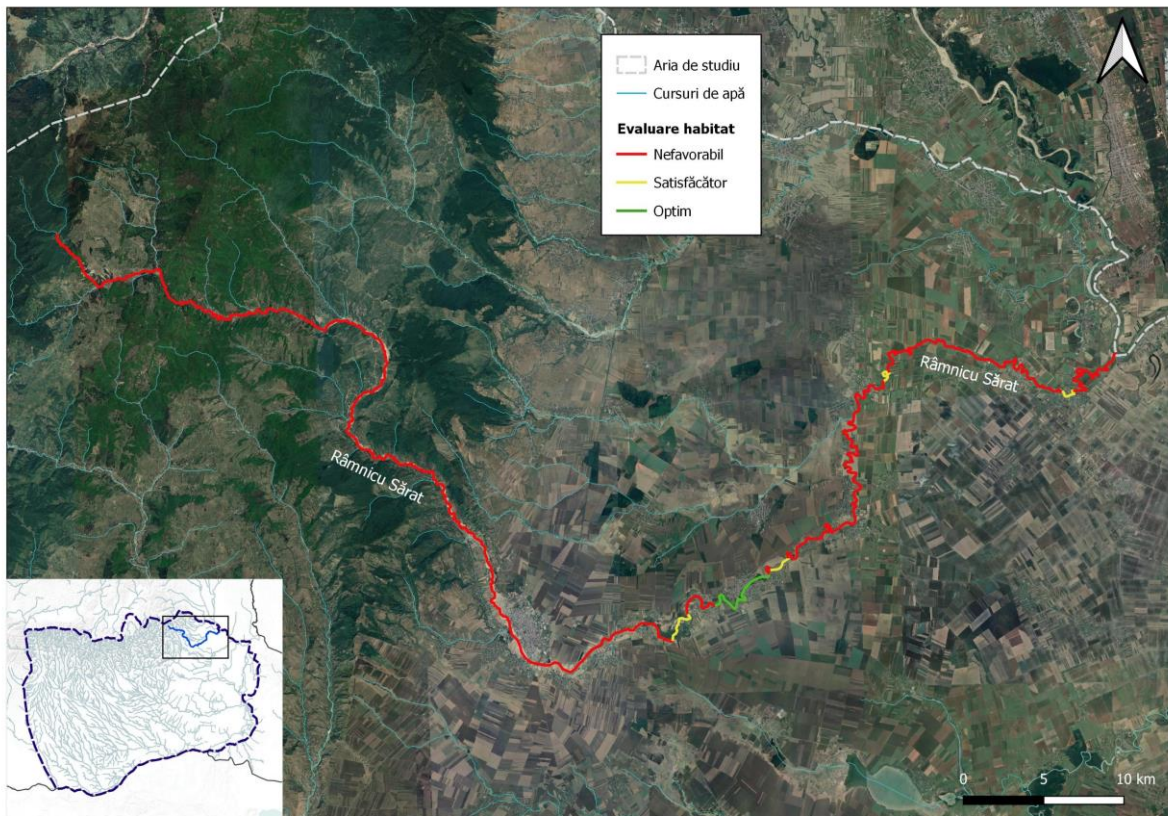 Aria de studiu
Cursuri de apă
Evaluare habitat
Nefavorabil
Satisfăcător
Optim
Râmnicu Sărat
Râmnicu Sărat
0 5 10 km